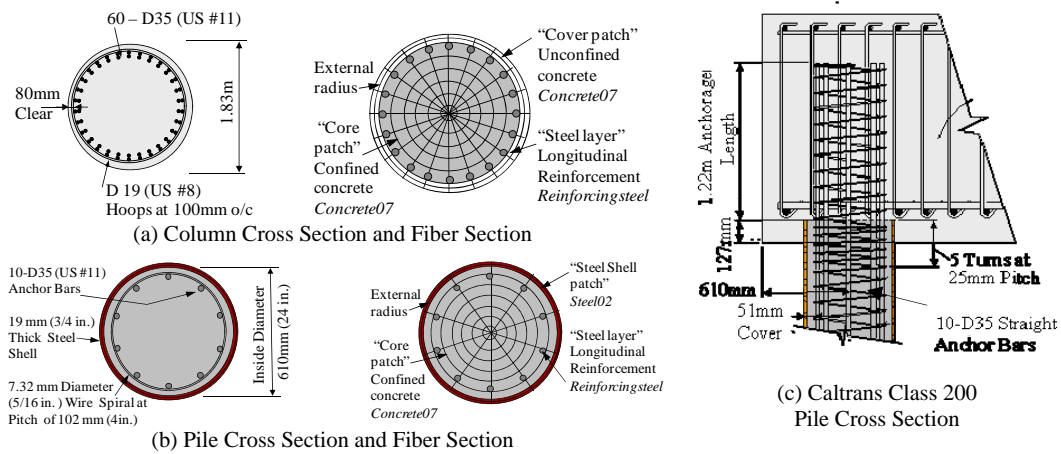 60 – D35 (US #11)
80mm
Clear
1.83m
D 19 (US #8)
Hoops at 100mm o/c
External
radius
“Core
patch”
Confined
concrete
Concrete07
“Cover patch”
Unconfined
concrete
Concrete07
“Steel layer”
Longitudinal
Reinforcement
Reinforcingsteel
(a) Column Cross Section and Fiber Section
10-D35 (US #11)
Anchor Bars
19 mm (3/4 in.)
Thick Steel
Shell
7.32 mm Diameter
(5/16 in. ) Wire Spiral at
Pitch of 102 mm (4in.)
Inside Diameter
610mm (24 in.)
External
radius
“Core
patch”
Confined
concrete
Concrete07
“Steel Shell
patch”
Steel02
“Steel layer”
Longitudinal
Reinforcement
Reinforcingsteel
(b) Pile Cross Section and Fiber Section
1.22m Anchorage
Length
127mm
610mm
51mm
Cover
5 Turns at
25mm Pitch
10-D35 Straight
Anchor Bars
(c) Caltrans Class 200
Pile Cross Section